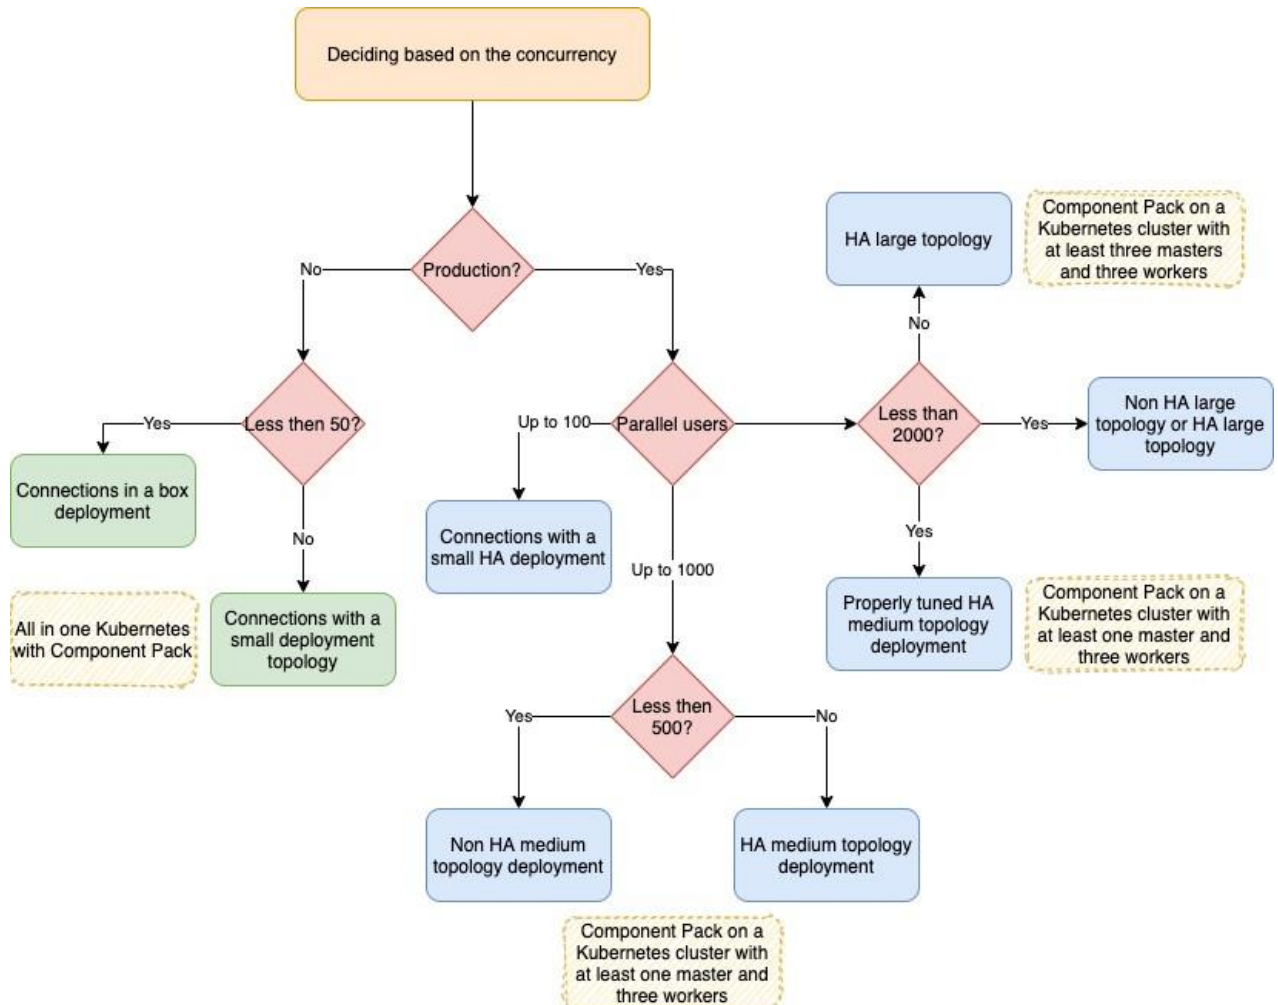 Deciding based on the concurrency
Production?
No
Yes
HA large topology
Component Pack on a
Kubernetes cluster with
at least three masters
and three workers
No
Less then 50?
Yes
Parallel users
Up to 100
Less than
2000?
Yes
Non HA large
topology or HA large
topology
Connections in a box
deployment
No
Connections with a
small HA deployment
Up to 1000
Yes
All in one Kubernetes
with Component Pack
Connections with a
small deployment
topology
Properly tuned HA
medium topology
deployment
Component Pack on a
Kubernetes cluster with
at least one master and
three workers
Less then
500?
Yes
No
Non HA medium
topology deployment
HA medium topology
deployment
Component Pack on a
Kubernetes cluster with
at least one master and
three workers